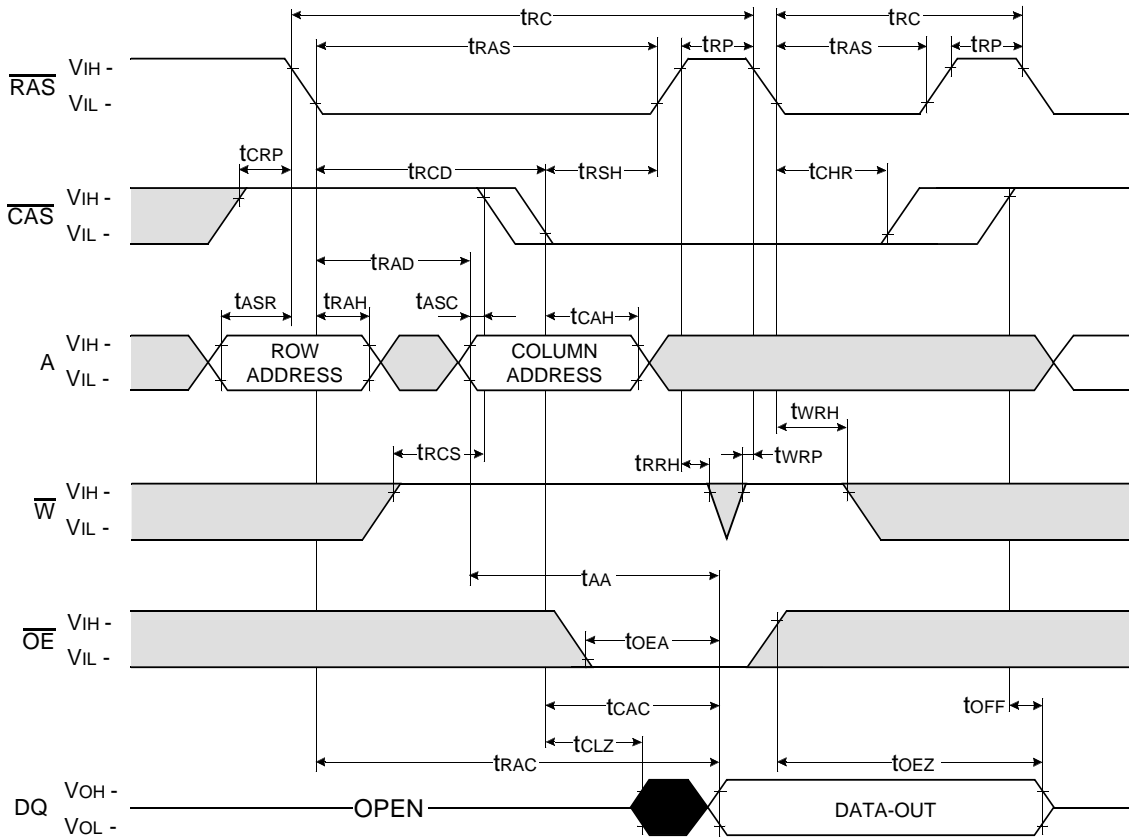 tRC tRC
tRAS tRP tRAS tRP
RAS VIH -
VIL -
tCRP tRCD tRSH tCHR
CAS VIH -
VIL -
tRAD
tASR tRAH tASC tCAH
A VIH -
VIL -
ROW
ADDRESS
COLUMN
ADDRESS
tWRH
tRCS tRRH tWRP
W VIH -
VIL -
tAA
OE VIH -
VIL -
tOEA
tCAC tOFF
tCLZ
tRAC tOEZ
DQ VOH -
VOL -
OPEN DATA-OUT